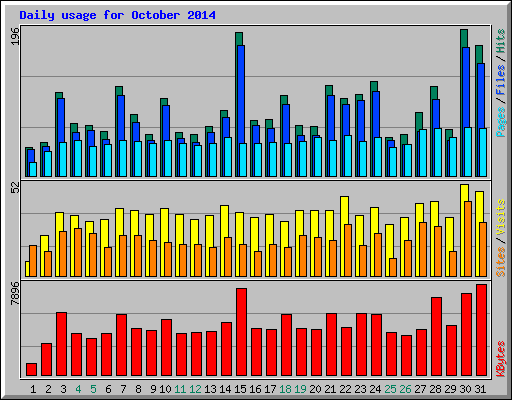 Daily usage for October 2014
196
Pages / Files / Hits
52
Sites / Visits
7896
KBytes
1 2 3 4 5 6 7 8 9 10 11 12 13 14 15 16 17 18 19 20 21 22 23 24 25 26 27 28 29 30 31